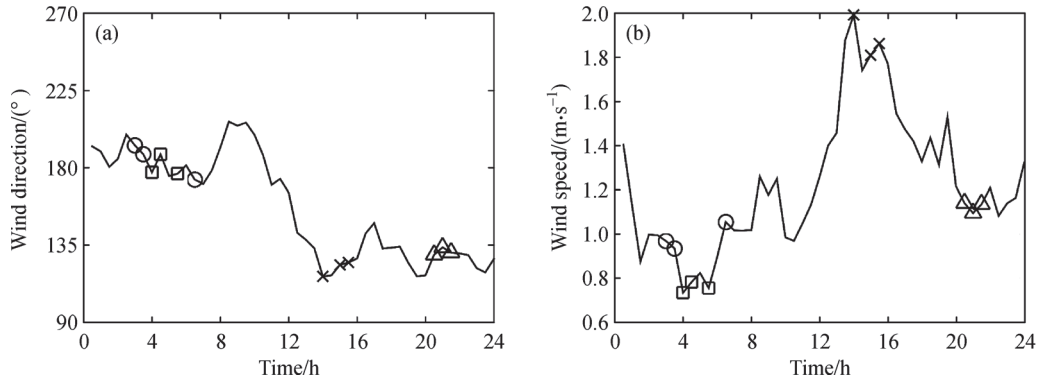 (a)
Wind direction/(°)
270
225
180
135
90
0 4 8 12 16 20 24
Time/h
(b)
Wind speed/(m·s⁻¹)
2.0
1.8
1.6
1.4
1.2
1.0
0.8
0.6
0 4 8 12 16 20 24
Time/h